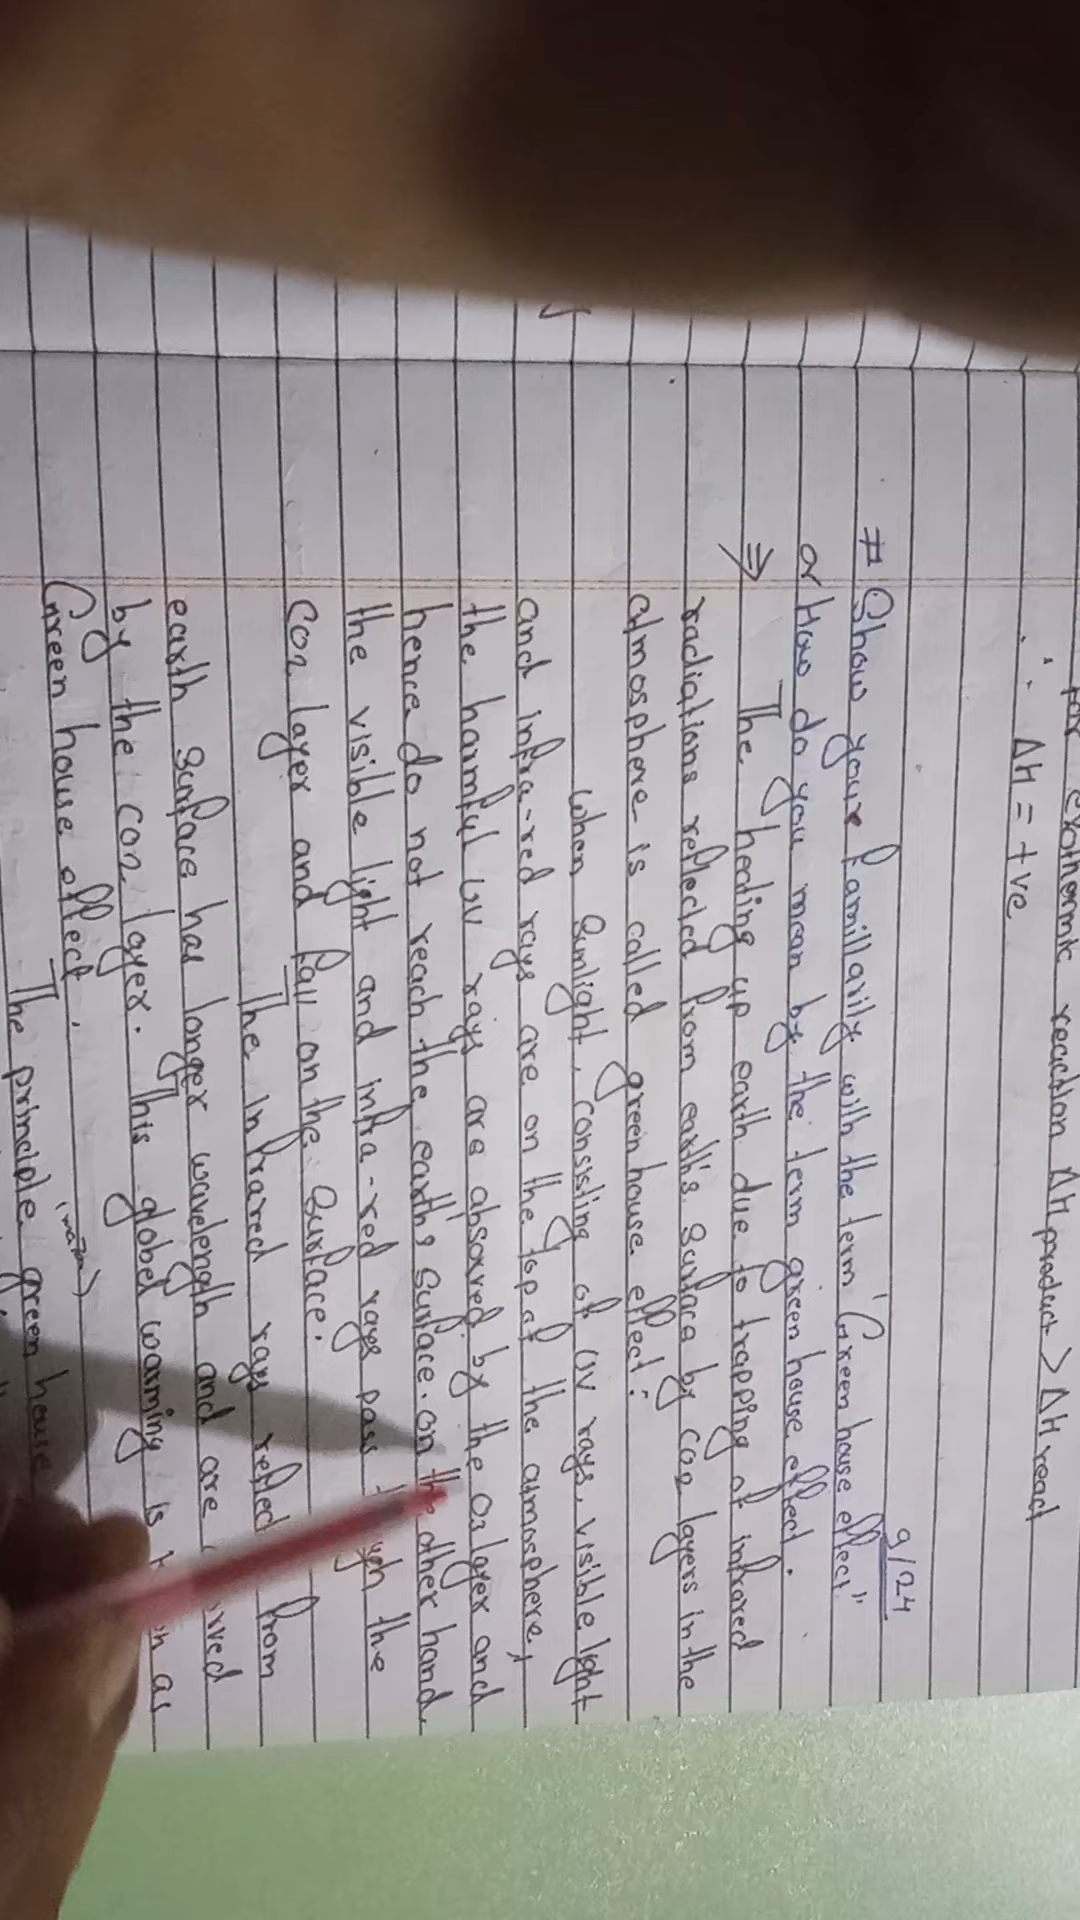 exothermic reaction ΔH product > ΔH react
∴ ΔH = +ve
9/24
# Show youre familiarily with the term 'Green house effect"
or How do you mean by the term green house effect.
⇒ The heating up earth due to trapping of infrared
radiations reflected from earth's surface by co2 layers in the
atmosphere is called green house effect.
When sunlight, consisting of UV rays, visible light
and infra-red rays are on the top of the atmosphere,
the harmful UV rays are absorved by the O3 layer and
hence do not reach the earth's surface. on the other hand,
the visible light and infra-red rays pass the
co2 layer and fall on the surface.
The infrared rays refled from
earth surface has longer wavelength and are
by the co2 layer. This globel warming is as
Green house effect.
The principle green house